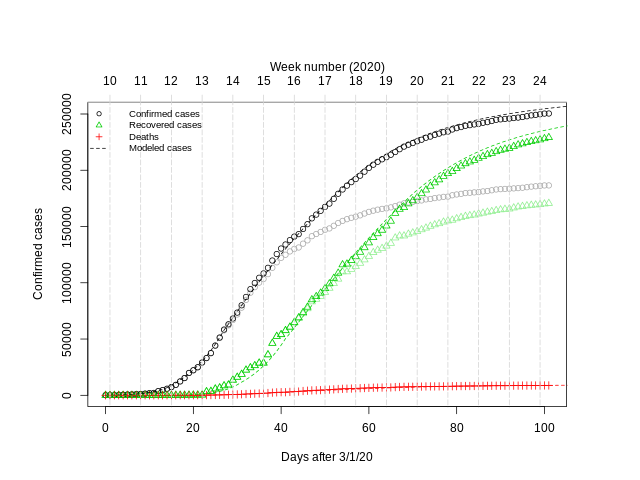 Week number (2020)
10 11 12 13 14 15 16 17 18 19 20 21 22 23 24
Confirmed cases
Recovered cases
Deaths
Modeled cases
Confirmed cases
250000
200000
150000
100000
50000
0
0 20 40 60 80 100
Days after 3/1/20